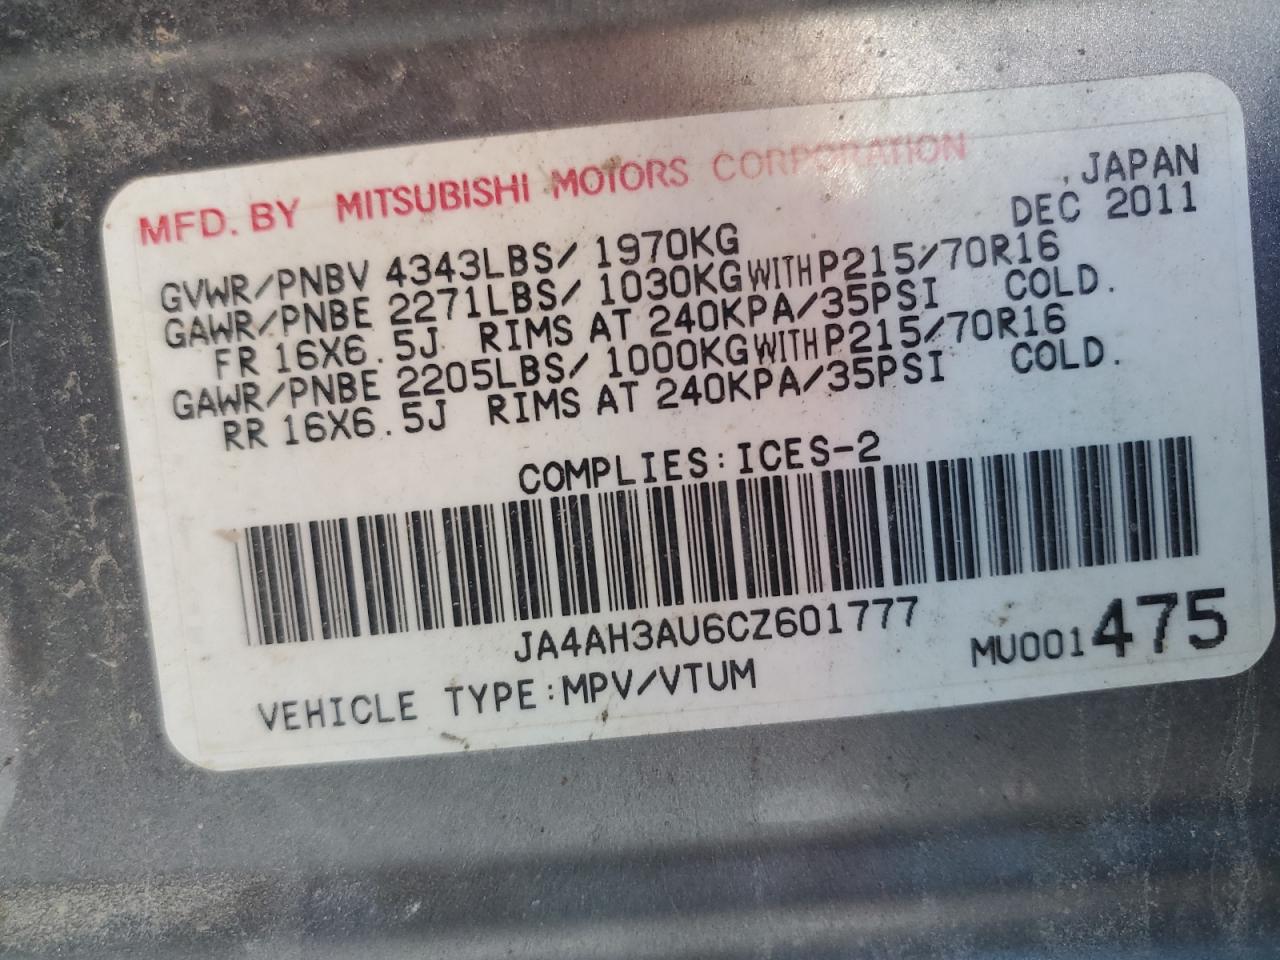 MFD. BY MITSUBISHI MOTORS CORPORATION
, JAPAN
DEC 2011
GVWR/PNBV 4343LBS/ 1970KG
GAWR/PNBE 2271LBS/ 1030KG WITH P215/70R16
FR 16X6.5J RIMS AT 240KPA/35PSI COLD.
GAWR/PNBE 2205LBS/ 1000KG WITH P215/70R16
RR 16X6.5J RIMS AT 240KPA/35PSI COLD.
COMPLIES:ICES-2
JA4AH3AU6CZ601777
MU001475
VEHICLE TYPE:MPV/VTUM